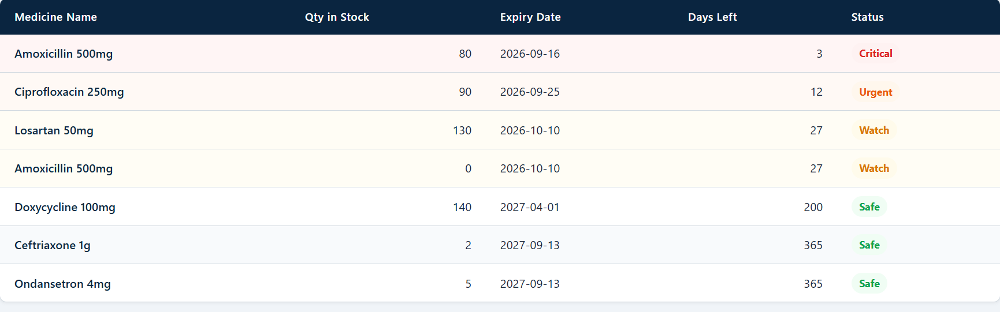 Medicine Name Qty in Stock Expiry Date Days Left Status
Amoxicillin 500mg 80 2026-09-16 3 Critical
Ciprofloxacin 250mg 90 2026-09-25 12 Urgent
Losartan 50mg 130 2026-10-10 27 Watch
Amoxicillin 500mg 0 2026-10-10 27 Watch
Doxycycline 100mg 140 2027-04-01 200 Safe
Ceftriaxone 1g 2 2027-09-13 365 Safe
Ondansetron 4mg 5 2027-09-13 365 Safe